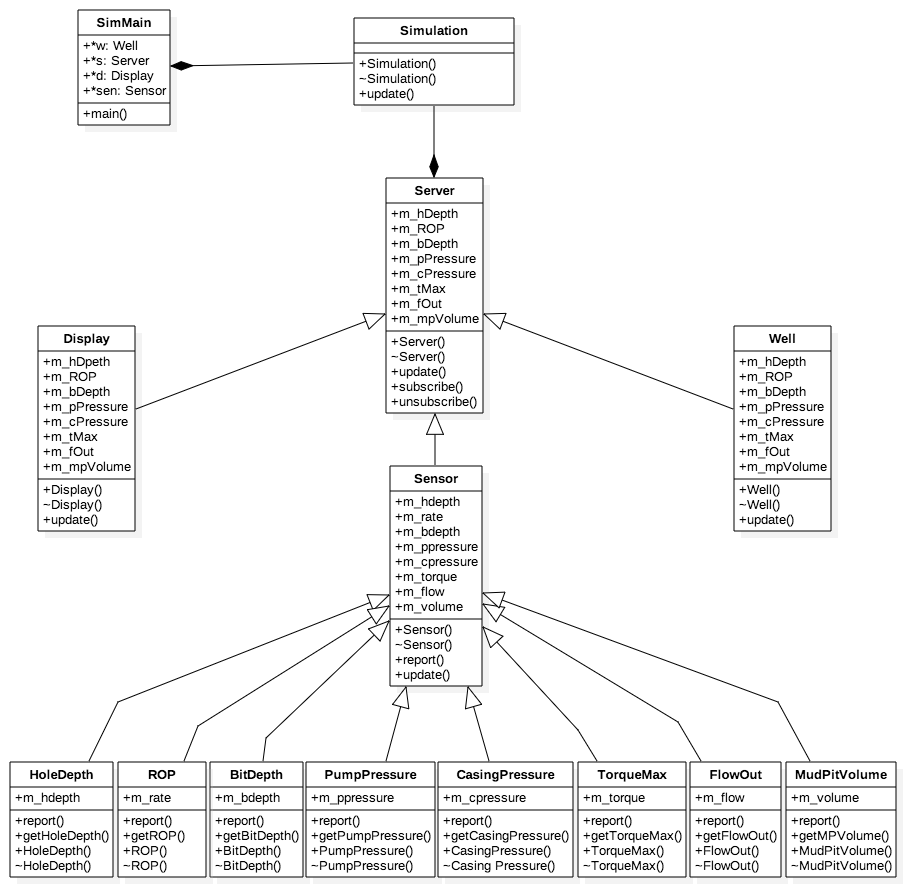 SimMain
+*w: Well
+*s: Server
+*d: Display
+*sen: Sensor
+main()
Simulation
+Simulation()
~Simulation()
+update()
Server
+m_hDepth
+m_ROP
+m_bDepth
+m_pPressure
+m_cPressure
+m_tMax
+m_fOut
+m_mpVolume
+Server()
~Server()
+update()
+subscribe()
+unsubscribe()
Display
+m_hDpeth
+m_ROP
+m_bDepth
+m_pPressure
+m_cPressure
+m_tMax
+m_fOut
+m_mpVolume
+Display()
~Display()
+update()
Well
+m_hDepth
+m_ROP
+m_bDepth
+m_pPressure
+m_cPressure
+m_tMax
+m_fOut
+m_mpVolume
+Well()
~Well()
+update()
Sensor
+m_hdepth
+m_rate
+m_bdepth
+m_ppressure
+m_cpressure
+m_torque
+m_flow
+m_volume
+Sensor()
~Sensor()
+report()
+update()
HoleDepth
+m_hdepth
+report()
+getHoleDepth()
+HoleDepth()
~HoleDepth()
ROP
+m_rate
+report()
+getROP()
+ROP()
~ROP()
BitDepth
+m_bdepth
+report()
+getBitDepth()
+BitDepth()
~BitDepth()
PumpPressure
+m_ppressure
+report()
+getPumpPressure()
+PumpPressure()
~PumpPressure()
CasingPressure
+m_cpressure
+report()
+getCasingPressure()
+CasingPressure()
~Casing Pressure()
TorqueMax
+m_torque
+report()
+getTorqueMax()
+TorqueMax()
~TorqueMax()
FlowOut
+m_flow
+report()
+getFlowOut()
+FlowOut()
~FlowOut()
MudPitVolume
+m_volume
+report()
+getMPVolume()
+MudPitVolume()
~MudPitVolume()